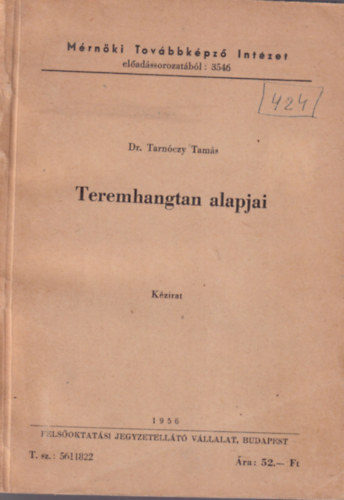 Mérnöki Továbbképző Intézet
előadássorozatából : 3546
424
Dr. Tarnóczy Tamás
Teremhangtan alapjai
Kézirat
1956
FELSŐOKTATÁSI JEGYZETELLÁTÓ VÁLLALAT, BUDAPEST
T. sz.: 5611822
Ára: 52.— Ft